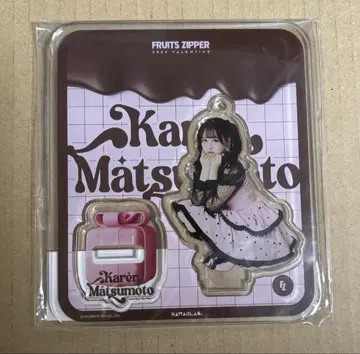 FRUITS ZIPPER
2024 VALENTINE
Karen
Matsumoto
Karen
Matsumoto
KAWAII LAB.
FZ